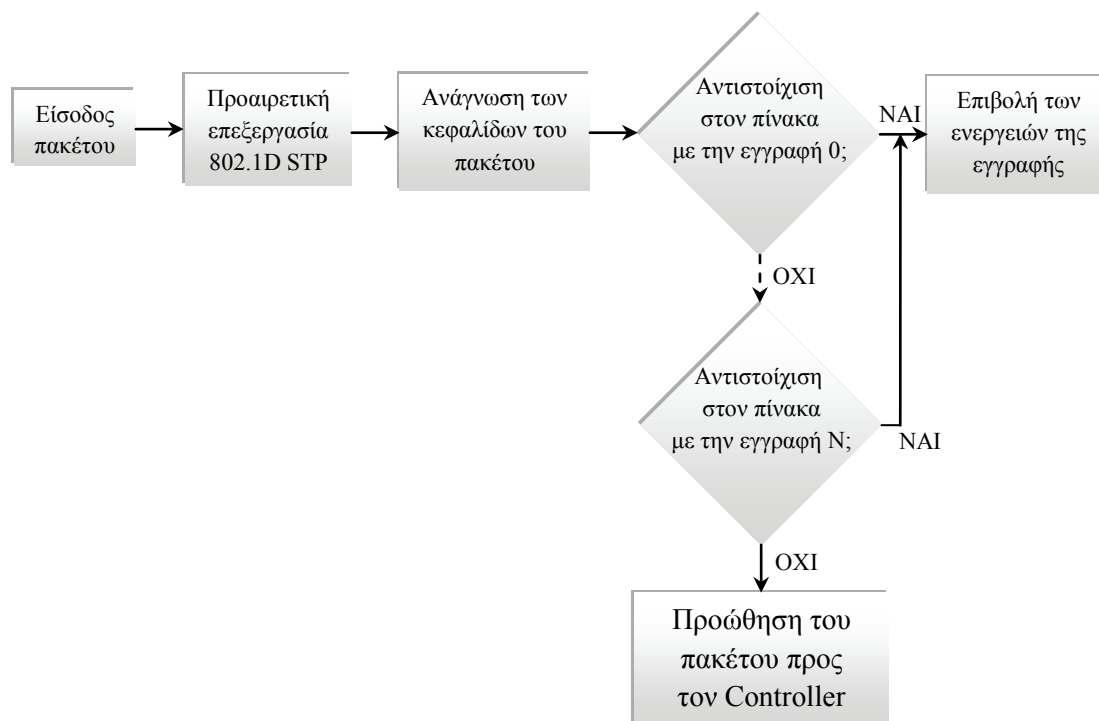 Είσοδος
πακέτου
Προαιρετική
επεξεργασία
802.1D STP
Ανάγνωση των
κεφαλίδων του
πακέτου
Αντιστοίχιση
στον πίνακα
με την εγγραφή 0;
ΝΑΙ
Επιβολή των
ενεργειών της
εγγραφής
ΟΧΙ
Αντιστοίχιση
στον πίνακα
με την εγγραφή Ν;
ΝΑΙ
ΟΧΙ
Προώθηση του
πακέτου προς
τον Controller